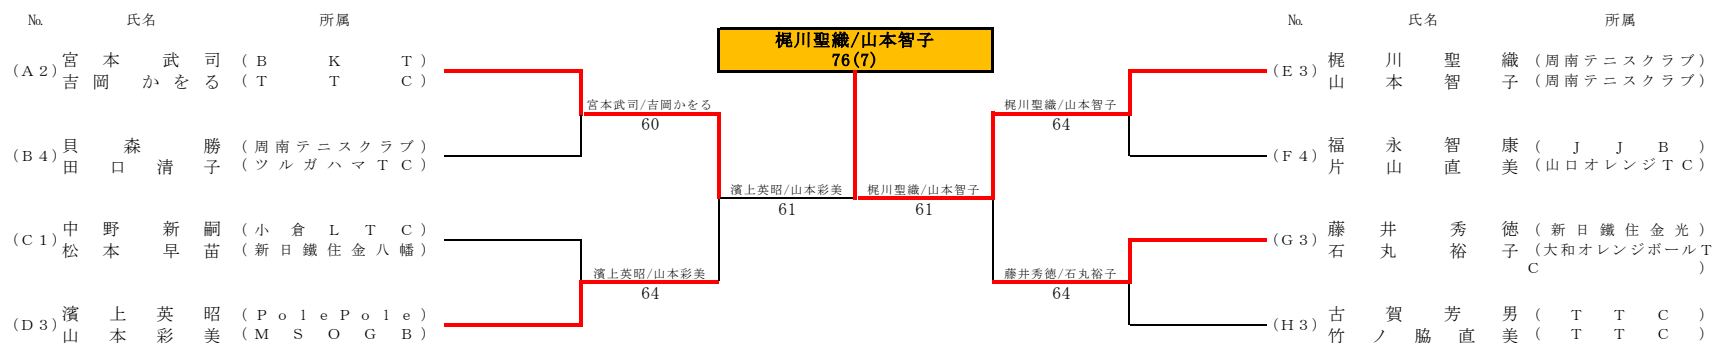 № 氏名 所属
(A2) 宮本武司 (BKT)
吉岡かをる (TTC)
(B4) 貝森勝 (周南テニスクラブ)
田口清子 (ツルガハマTC)
(C1) 中野新嗣 (小倉LTC)
松本早苗 (新日鐵住金八幡)
(D3) 濱上英昭 (PolePole)
山本彩美 (MSOGB)
宮本武司/吉岡かをる
60
濱上英昭/山本彩美
64
濱上英昭/山本彩美
61
梶川聖織/山本智子
76(7)
梶川聖織/山本智子
61
梶川聖織/山本智子
64
藤井秀徳/石丸裕子
64
№ 氏名 所属
(E3) 梶川聖織 (周南テニスクラブ)
山本智子 (周南テニスクラブ)
(F4) 福永智康 (JJB)
片山直美 (山口オレンジTC)
(G3) 藤井秀徳 (新日鐵住金光)
石丸裕子 (大和オレンジボールT
C)
(H3) 古賀芳男 (TTC)
竹ノ脇直美 (TTC)